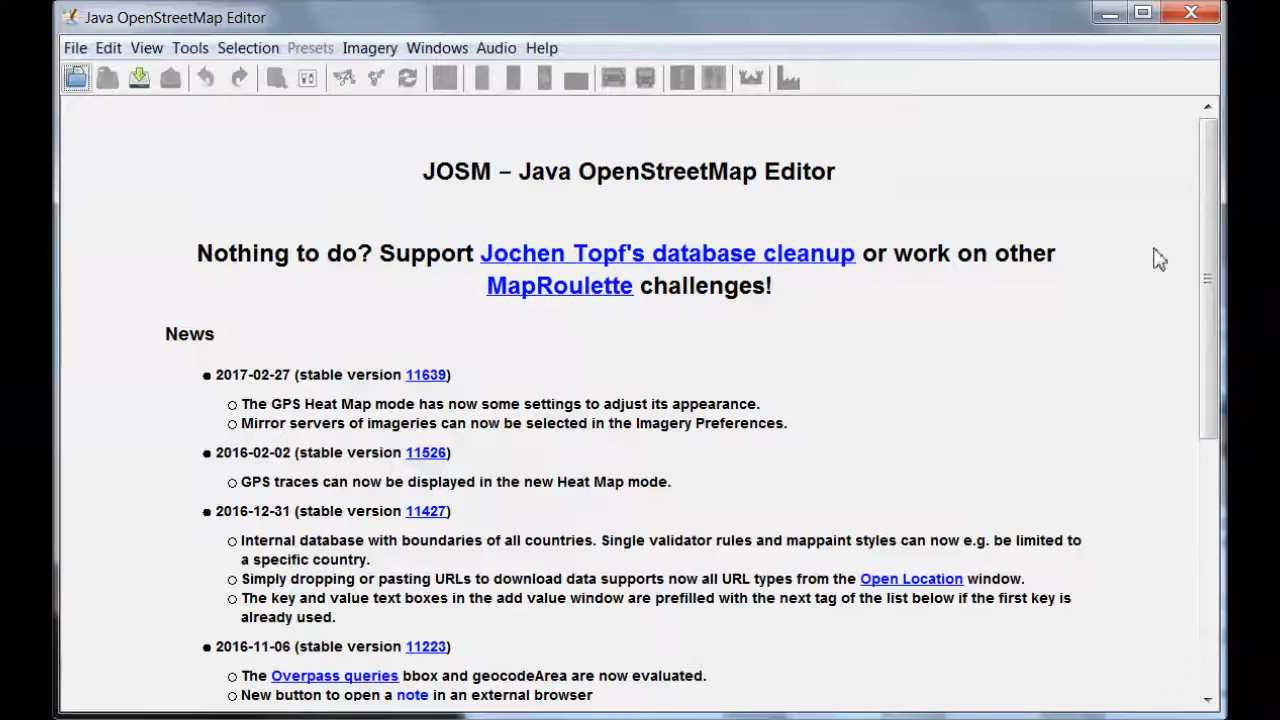 Java OpenStreetMap Editor
File Edit View Tools Selection Presets Imagery Windows Audio Help
JOSM – Java OpenStreetMap Editor
Nothing to do? Support Jochen Topf's database cleanup or work on other
MapRoulette challenges!
News
2017-02-27 (stable version 11639)
The GPS Heat Map mode has now some settings to adjust its appearance.
Mirror servers of imageries can now be selected in the Imagery Preferences.
2016-02-02 (stable version 11526)
GPS traces can now be displayed in the new Heat Map mode.
2016-12-31 (stable version 11427)
Internal database with boundaries of all countries. Single validator rules and mappaint styles can now e.g. be limited to
a specific country.
Simply dropping or pasting URLs to download data supports now all URL types from the Open Location window.
The key and value text boxes in the add value window are prefilled with the next tag of the list below if the first key is
already used.
2016-11-06 (stable version 11223)
The Overpass queries bbox and geocodeArea are now evaluated.
New button to open a note in an external browser